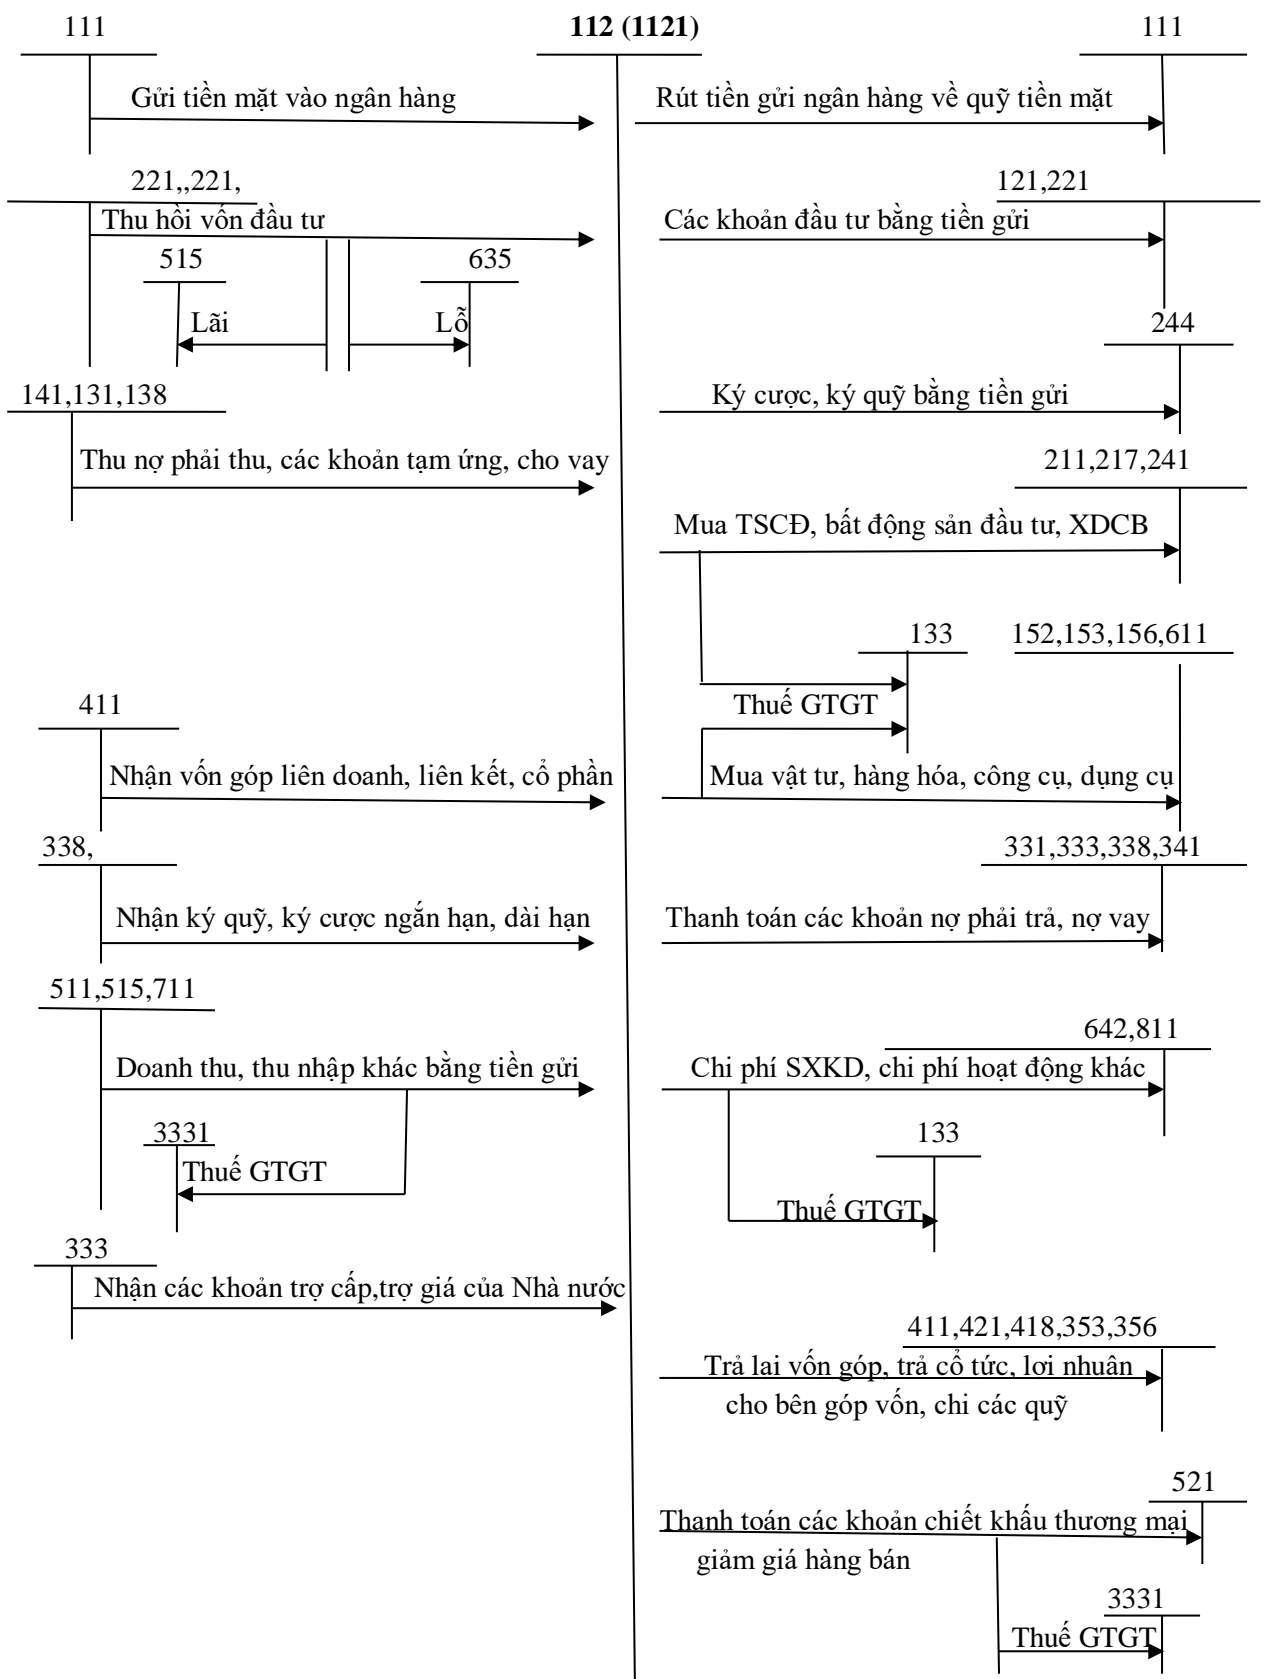 111
112 (1121)
111
Gửi tiền mặt vào ngân hàng
Rút tiền gửi ngân hàng về quỹ tiền mặt
221,,221,
121,221
Thu hồi vốn đầu tư
Các khoản đầu tư bằng tiền gửi
515
635
Lãi
Lỗ
244
141,131,138
Ký cược, ký quỹ bằng tiền gửi
Thu nợ phải thu, các khoản tạm ứng, cho vay
211,217,241
Mua TSCĐ, bất động sản đầu tư, XDCB
133
152,153,156,611
Thuế GTGT
411
Nhận vốn góp liên doanh, liên kết, cổ phần
Mua vật tư, hàng hóa, công cụ, dụng cụ
338,
331,333,338,341
Nhận ký quỹ, ký cược ngắn hạn, dài hạn
Thanh toán các khoản nợ phải trả, nợ vay
511,515,711
642,811
Doanh thu, thu nhập khác bằng tiền gửi
Chi phí SXKD, chi phí hoạt động khác
3331
133
Thuế GTGT
Thuế GTGT
333
Nhận các khoản trợ cấp,trợ giá của Nhà nước
411,421,418,353,356
Trả lai vốn góp, trả cổ tức, lơi nhuân
cho bên góp vốn, chi các quỹ
521
Thanh toán các khoản chiết khấu thương mại
giảm giá hàng bán
3331
Thuế GTGT